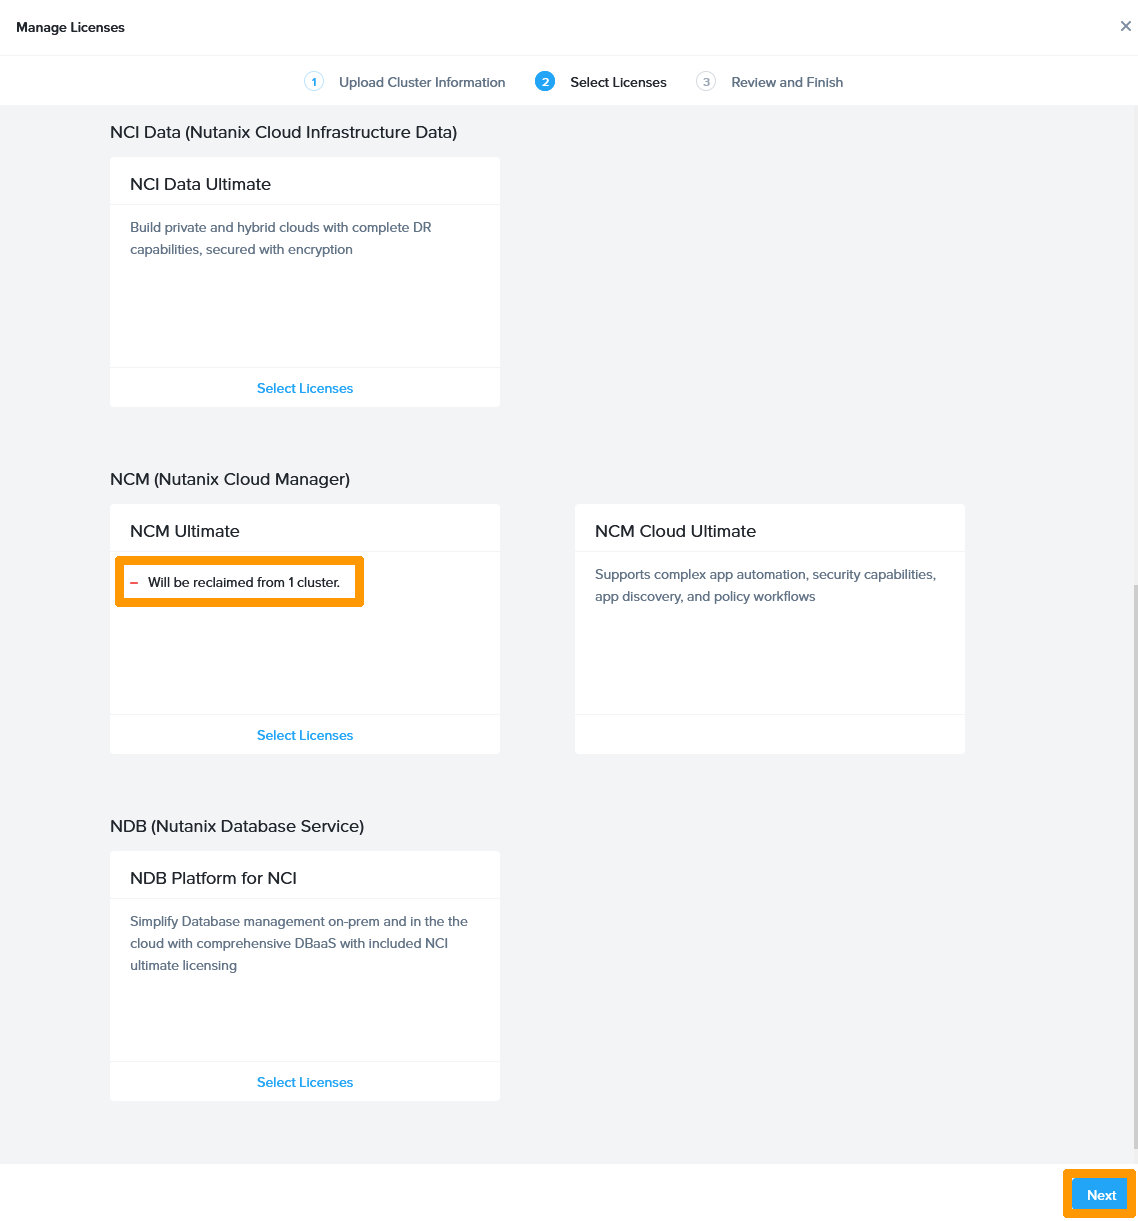 Manage Licenses
1 Upload Cluster Information 2 Select Licenses 3 Review and Finish
NCI Data (Nutanix Cloud Infrastructure Data)
NCI Data Ultimate
Build private and hybrid clouds with complete DR
capabilities, secured with encryption
Select Licenses
NCM (Nutanix Cloud Manager)
NCM Ultimate
– Will be reclaimed from 1 cluster.
Select Licenses
NCM Cloud Ultimate
Supports complex app automation, security capabilities,
app discovery, and policy workflows
NDB (Nutanix Database Service)
NDB Platform for NCI
Simplify Database management on-prem and in the the
cloud with comprehensive DBaaS with included NCI
ultimate licensing
Select Licenses
Next